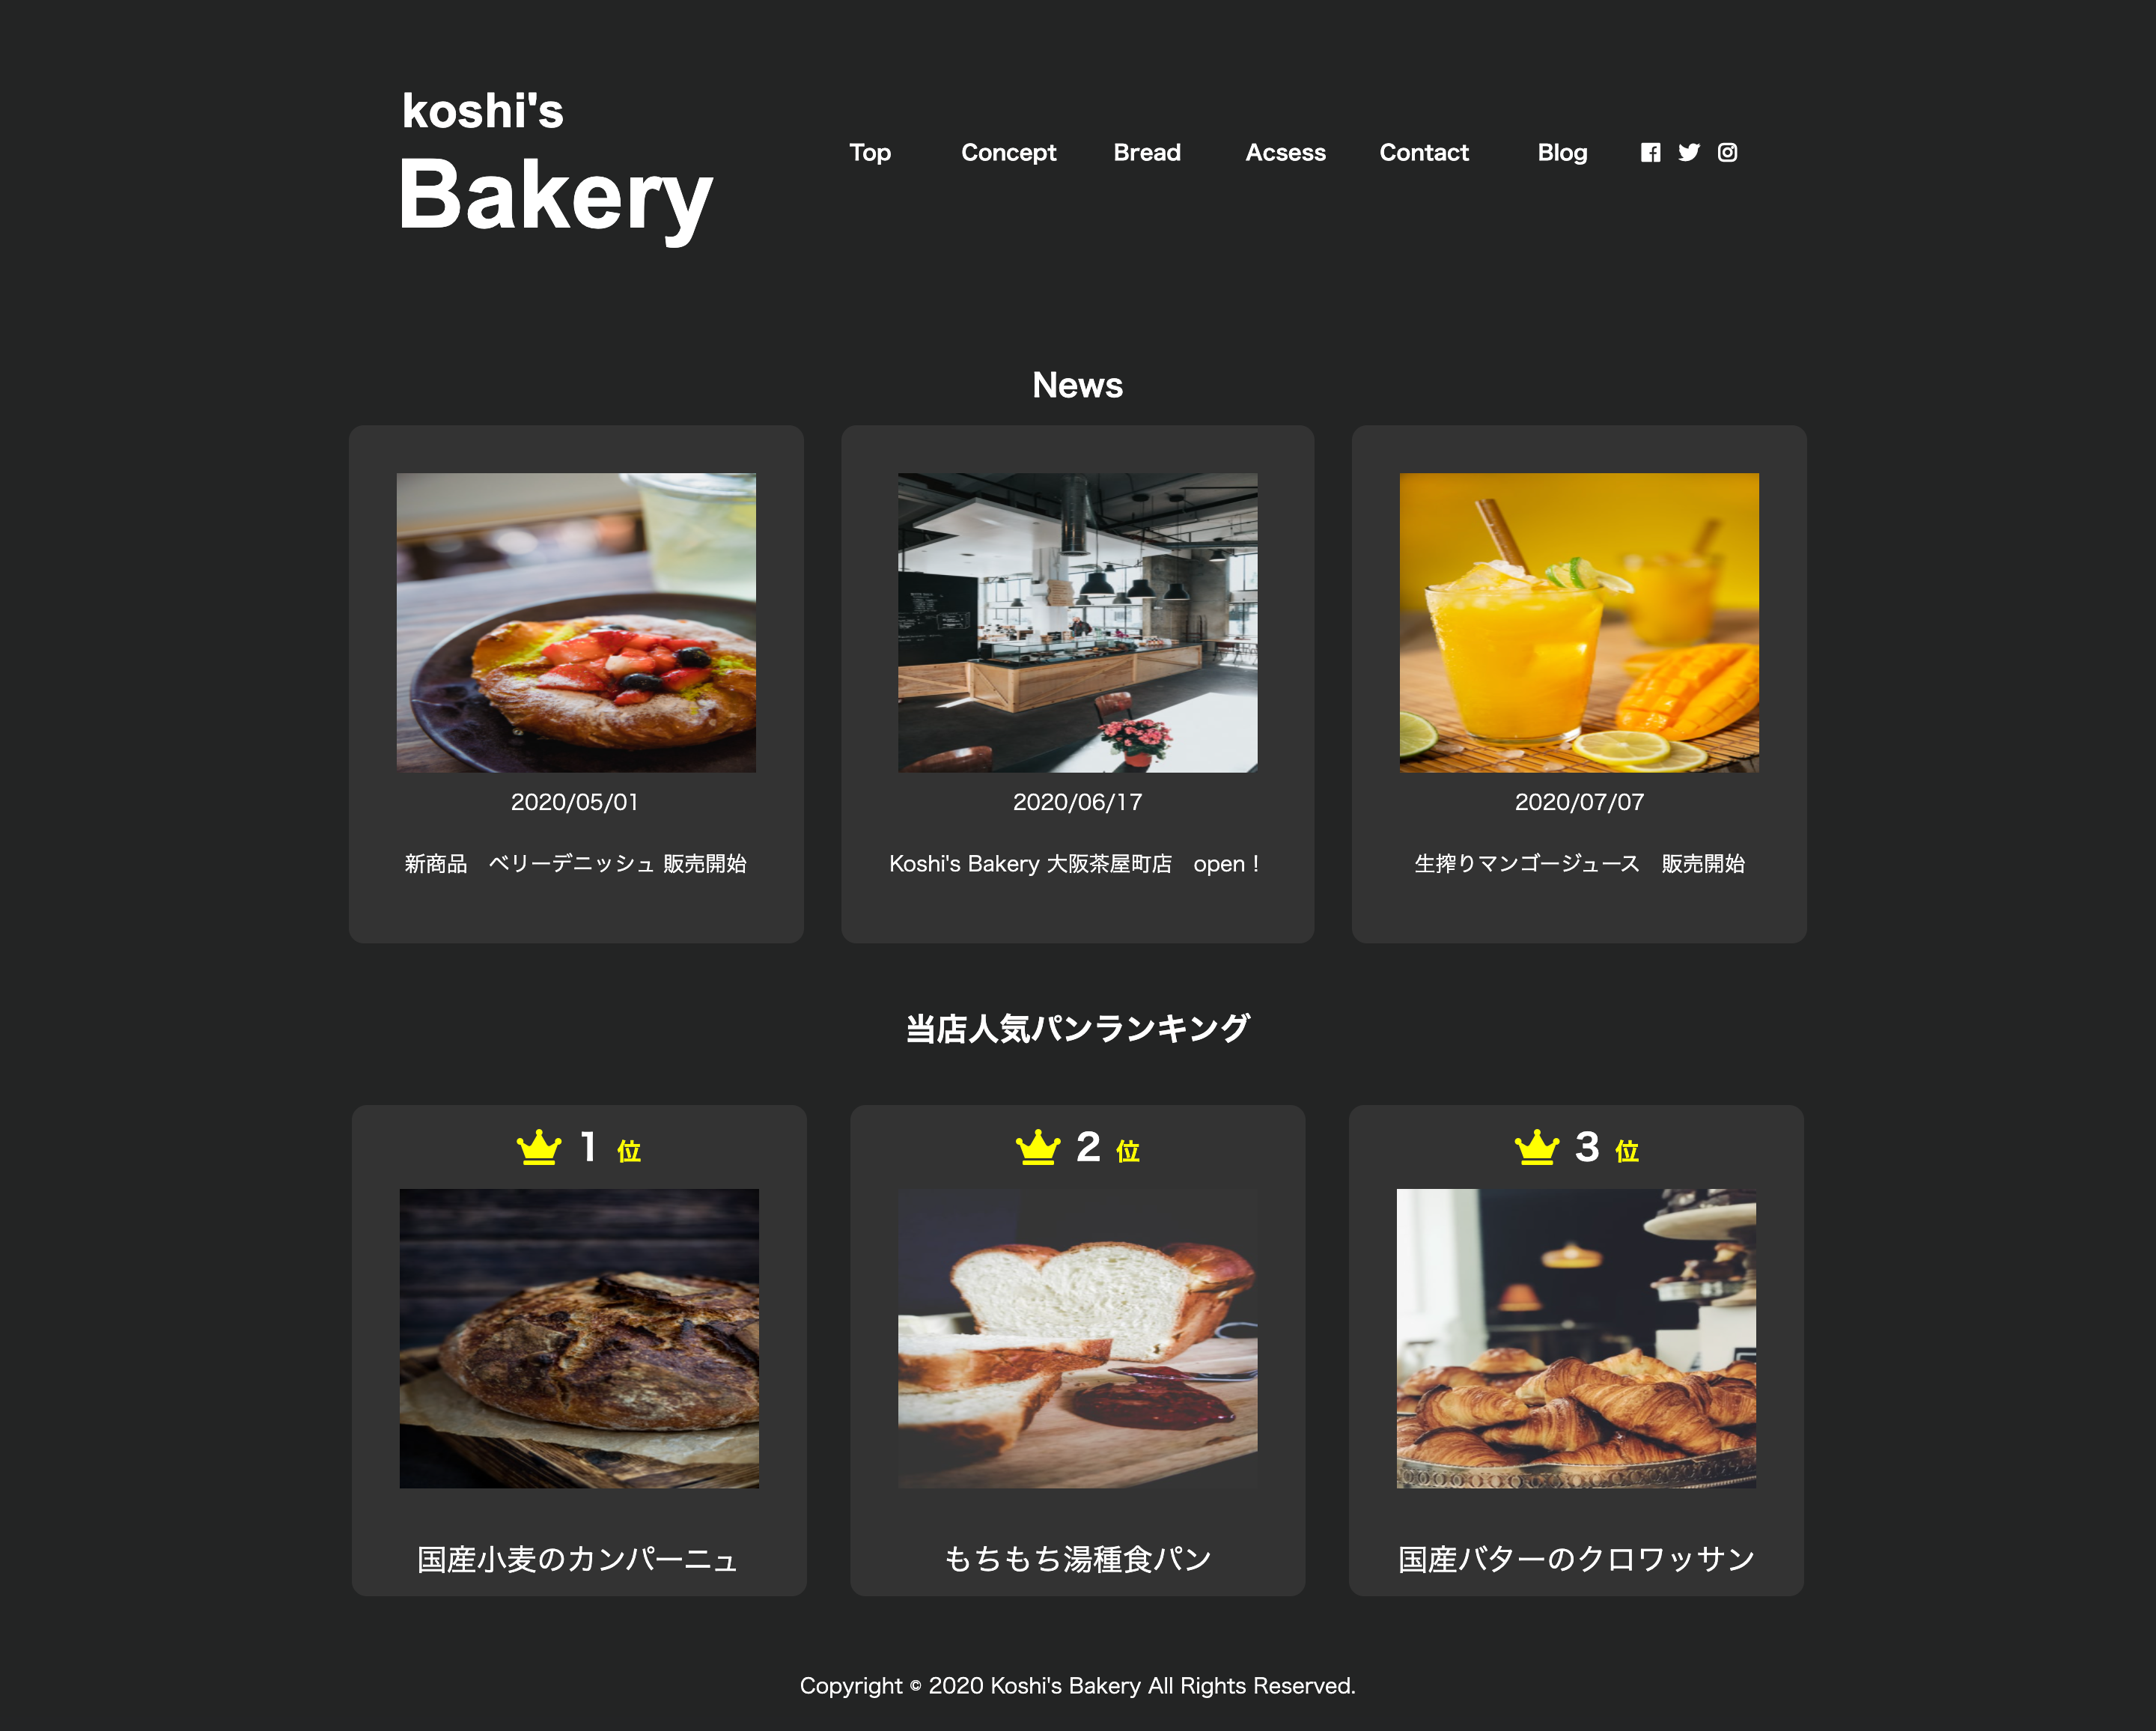 koshi's
Bakery
Top Concept Bread Acsess Contact Blog
News
2020/05/01
新商品　ベリーデニッシュ 販売開始
2020/06/17
Koshi's Bakery 大阪茶屋町店　open！
2020/07/07
生搾りマンゴージュース　販売開始
当店人気パンランキング
1 位
国産小麦のカンパーニュ
2 位
もちもち湯種食パン
3 位
国産バターのクロワッサン
Copyright © 2020 Koshi's Bakery All Rights Reserved.